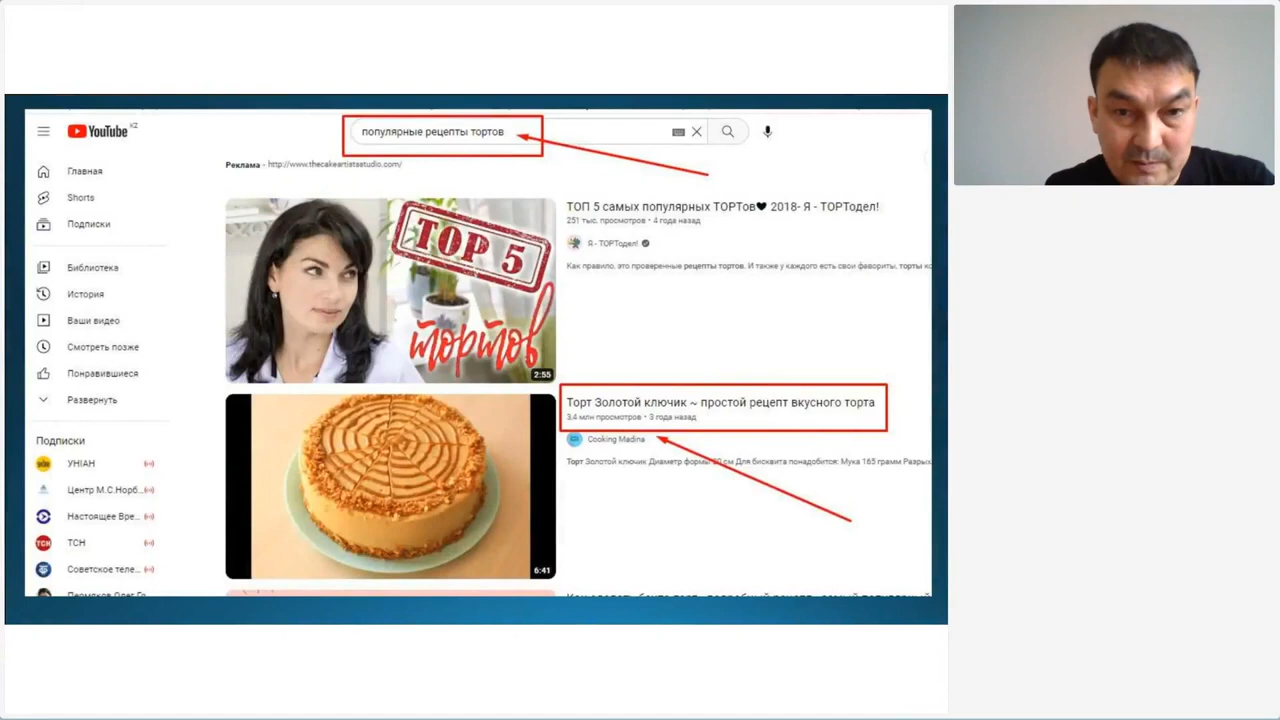 YouTube KZ
популярные рецепты тортов
Главная
Shorts
Подписки
Библиотека
История
Ваши видео
Смотреть позже
Понравившиеся
Развернуть
Подписки
УНІАН
Центр М.С.Норб...
Настоящее Вре...
ТСН
Советское теле...
Реклама - http://www.thecakeartistsstudio.com/
TOP 5
тортов
2:55
ТОП 5 самых популярных ТОРТов🖤 2018- Я - ТОРТодел!
251 тыс. просмотров • 4 года назад
Я - ТОРТодел!
Как правило, это проверенные рецепты тортов. И также у каждого есть свои фавориты, торты
6:41
Торт Золотой ключик ~ простой рецепт вкусного торта
3,4 млн просмотров • 3 года назад
Cooking Madina
Торт Золотой ключик Диаметр формы 20 см Для бисквита понадобится: Мука 165 грамм Разрых